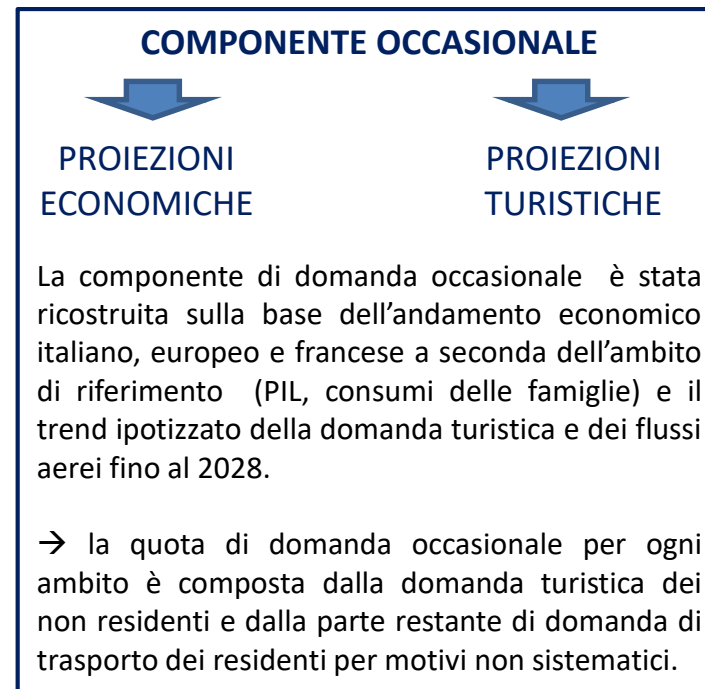 COMPONENTE OCCASIONALE
PROIEZIONI ECONOMICHE
PROIEZIONI TURISTICHE
La componente di domanda occasionale è stata
ricostruita sulla base dell’andamento economico
italiano, europeo e francese a seconda dell’ambito
di riferimento (PIL, consumi delle famiglie) e il
trend ipotizzato della domanda turistica e dei flussi
aerei fino al 2028.
→ la quota di domanda occasionale per ogni
ambito è composta dalla domanda turistica dei
non residenti e dalla parte restante di domanda di
trasporto dei residenti per motivi non sistematici.